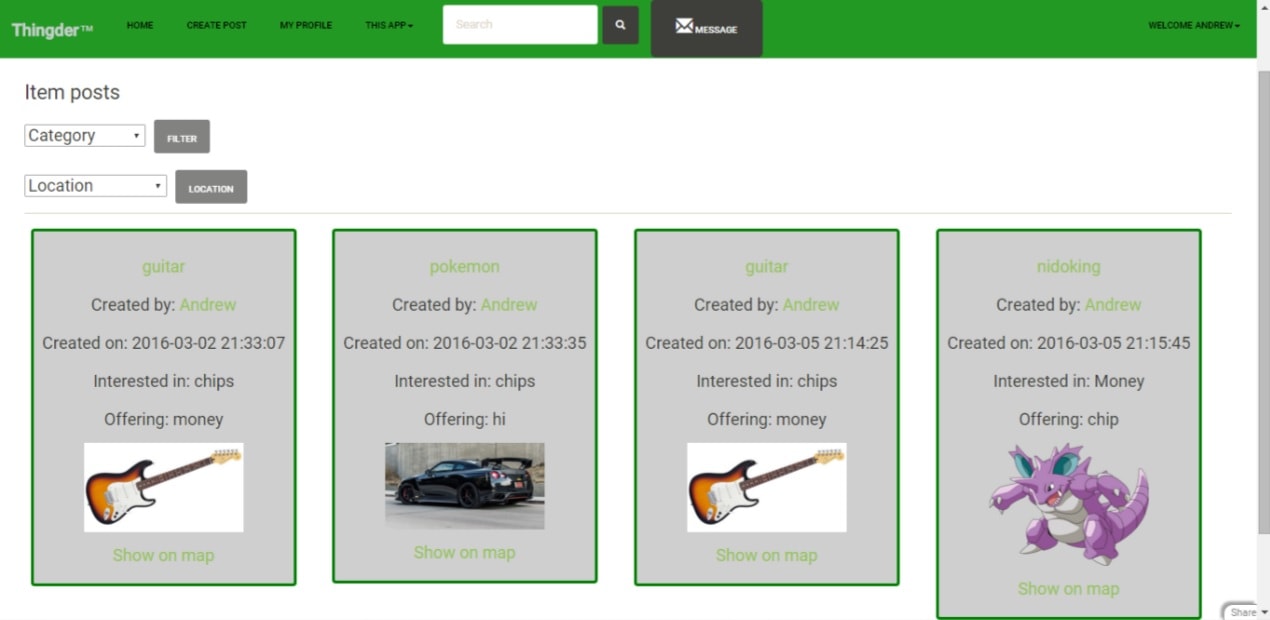 Thingder™ HOME CREATE POST MY PROFILE THIS APP Search MESSAGE WELCOME ANDREW
Item posts
Category FILTER
Location LOCATION
guitar
Created by: Andrew
Created on: 2016-03-02 21:33:07
Interested in: chips
Offering: money
Show on map
pokemon
Created by: Andrew
Created on: 2016-03-02 21:33:35
Interested in: chips
Offering: hi
Show on map
guitar
Created by: Andrew
Created on: 2016-03-05 21:14:25
Interested in: chips
Offering: money
Show on map
nidoking
Created by: Andrew
Created on: 2016-03-05 21:15:45
Interested in: Money
Offering: chip
Show on map
Share